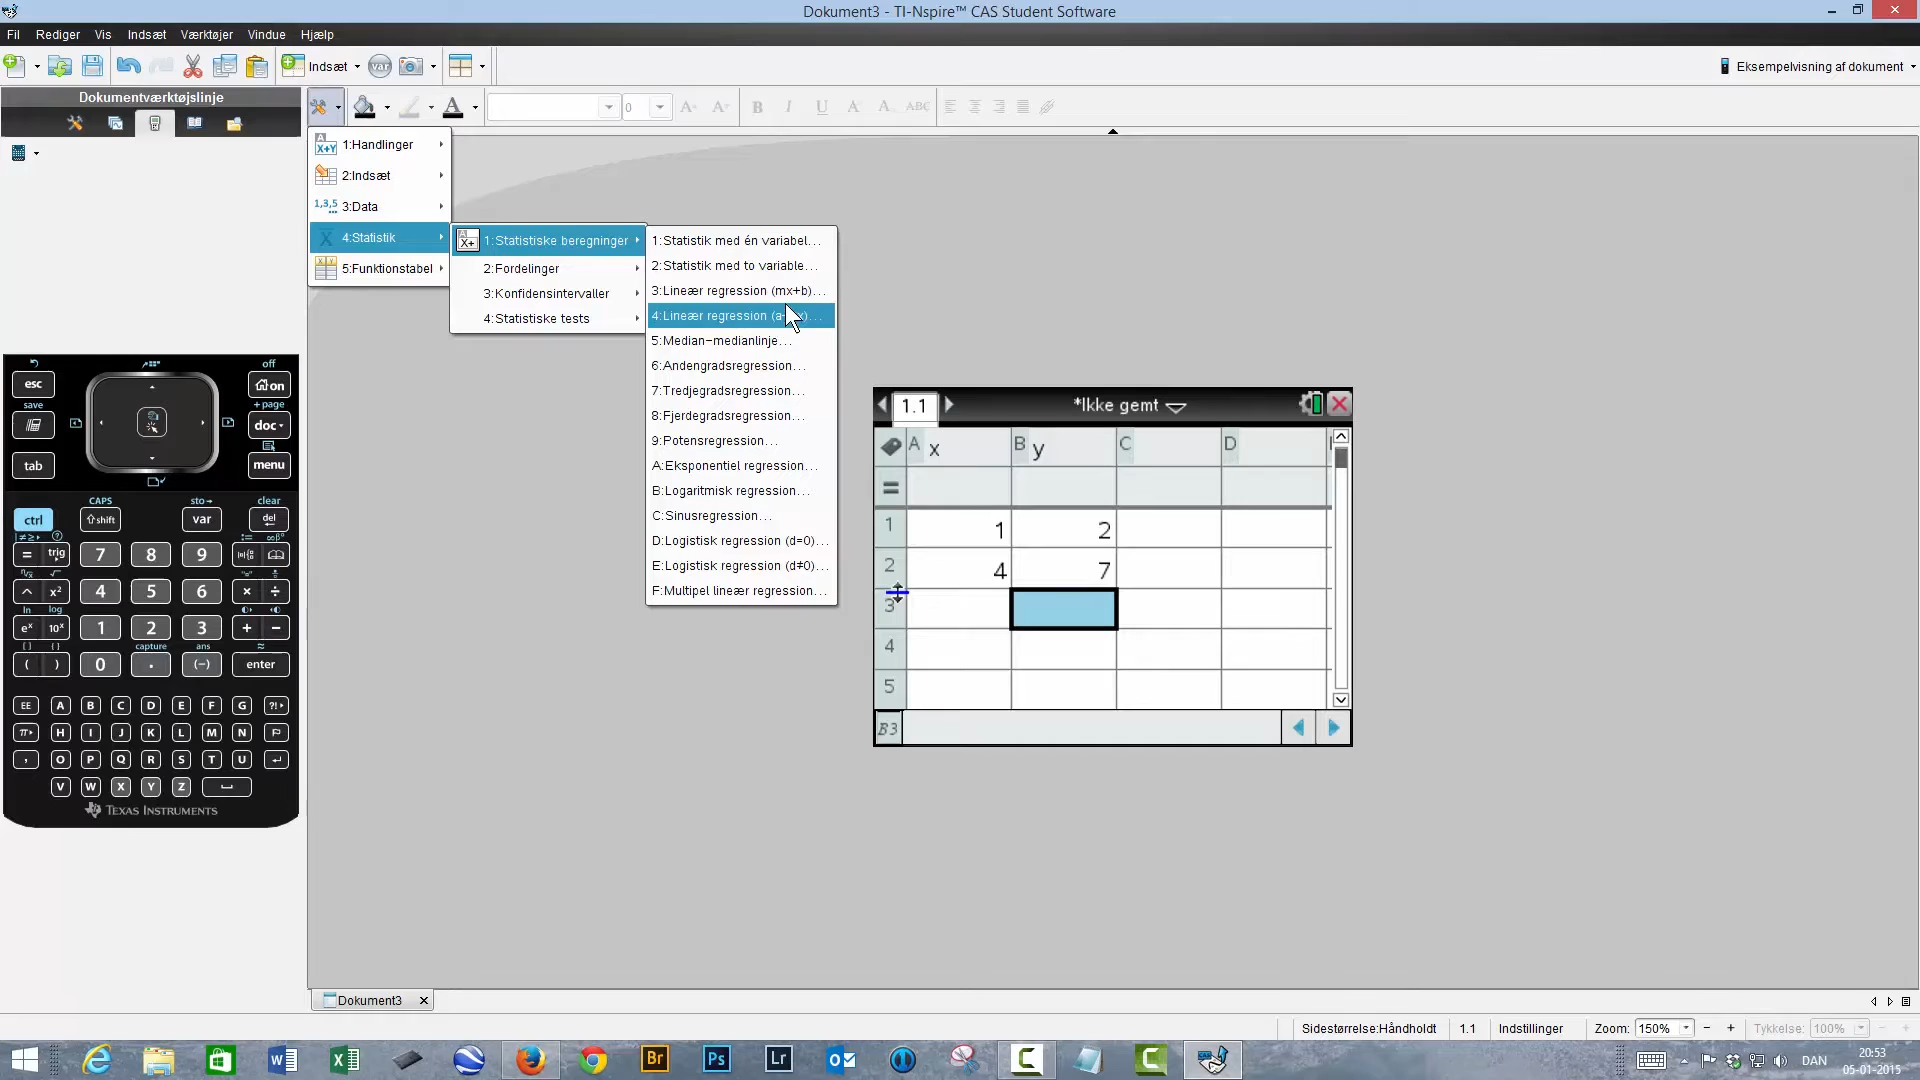 Dokument3 - TI-Nspire™ CAS Student Software
Fil Rediger Vis Indsæt Værktøjer Vindue Hjælp
Indsæt var Eksempelvisning af dokument
Dokumentværktøjslinje
A 0 A A B I U A A ABC
1:Handlinger
2:Indsæt
3:Data
4:Statistik
5:Funktionstabel
1:Statistiske beregninger
2:Fordelinger
3:Konfidensintervaller
4:Statistiske tests
1:Statistik med én variabel...
2:Statistik med to variable...
3:Lineær regression (mx+b)...
4:Lineær regression
5:Median-medianlinje...
6:Andengradsregression...
7:Tredjegradsregression...
8:Fjerdegradsregression...
9:Potensregression...
A:Eksponentiel regression...
B:Logaritmisk regression...
C:Sinusregression...
D:Logistisk regression (d=0)...
E:Logistisk regression (d≠0)...
F:Multipel lineær regression...
off
esc on
save + page
doc
tab menu
CAPS sto→ clear
ctrl shift var del
= trig 7 8 9
^ x² 4 5 6 × ÷
ln log
eˣ 10ˣ 1 2 3 + −
capture ans
( ) 0 . (−) enter
EE A B C D E F G ?!
π H I J K L M N
, O P Q R S T U
V W X Y Z
TEXAS INSTRUMENTS
1.1 *Ikke gemt
A x B y C D
=
1 1 2
2 4 7
3
4
5
B3
Dokument3
Sidestørrelse:Håndholdt 1.1 Indstillinger Zoom: 150% − + Tykkelse: 100% − +
Br Ps Lr DAN 20:53
05-01-2015